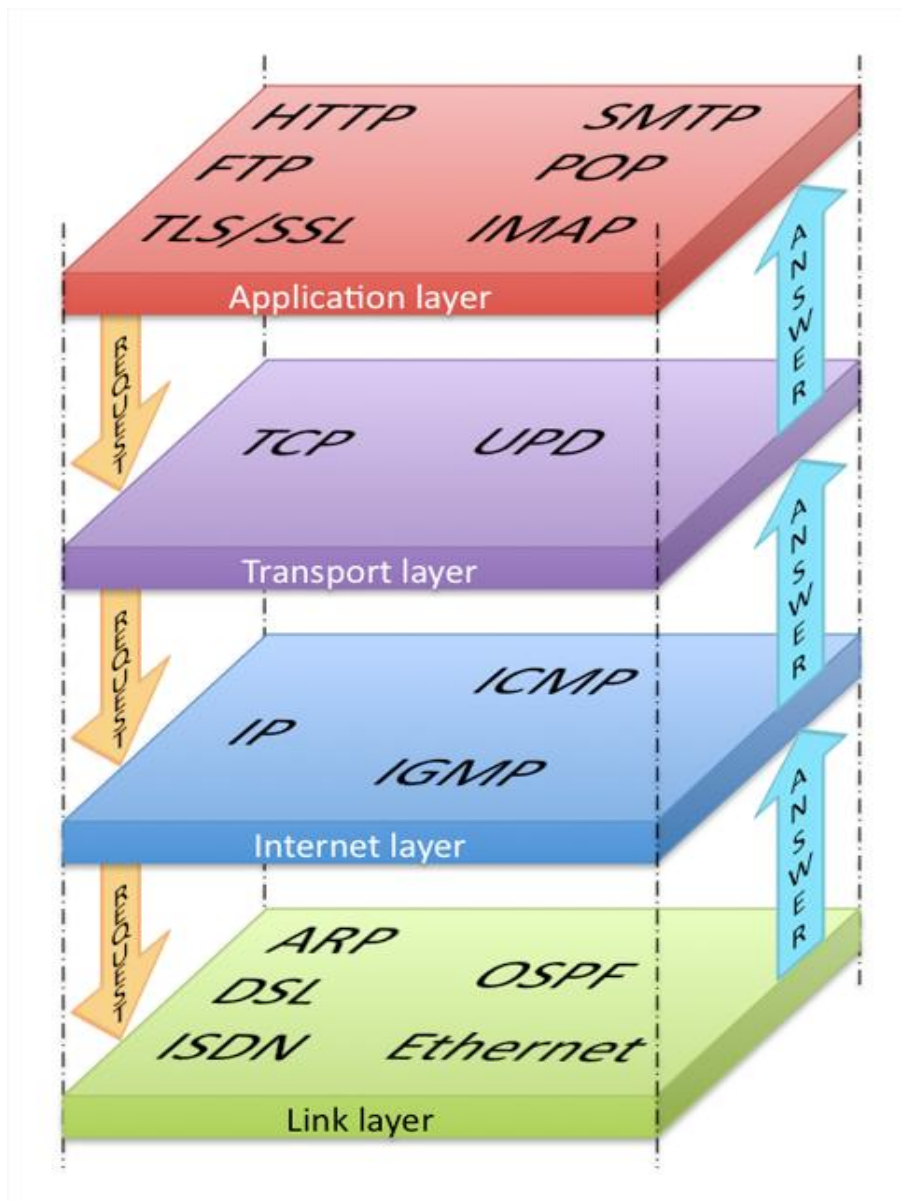 HTTP SMTP
FTP POP
TLS/SSL IMAP
Application layer
REQUEST
ANSWER
TCP UPD
Transport layer
REQUEST
ANSWER
ICMP
IP
IGMP
Internet layer
REQUEST
ANSWER
ARP
OSPF
DSL
ISDN Ethernet
Link layer